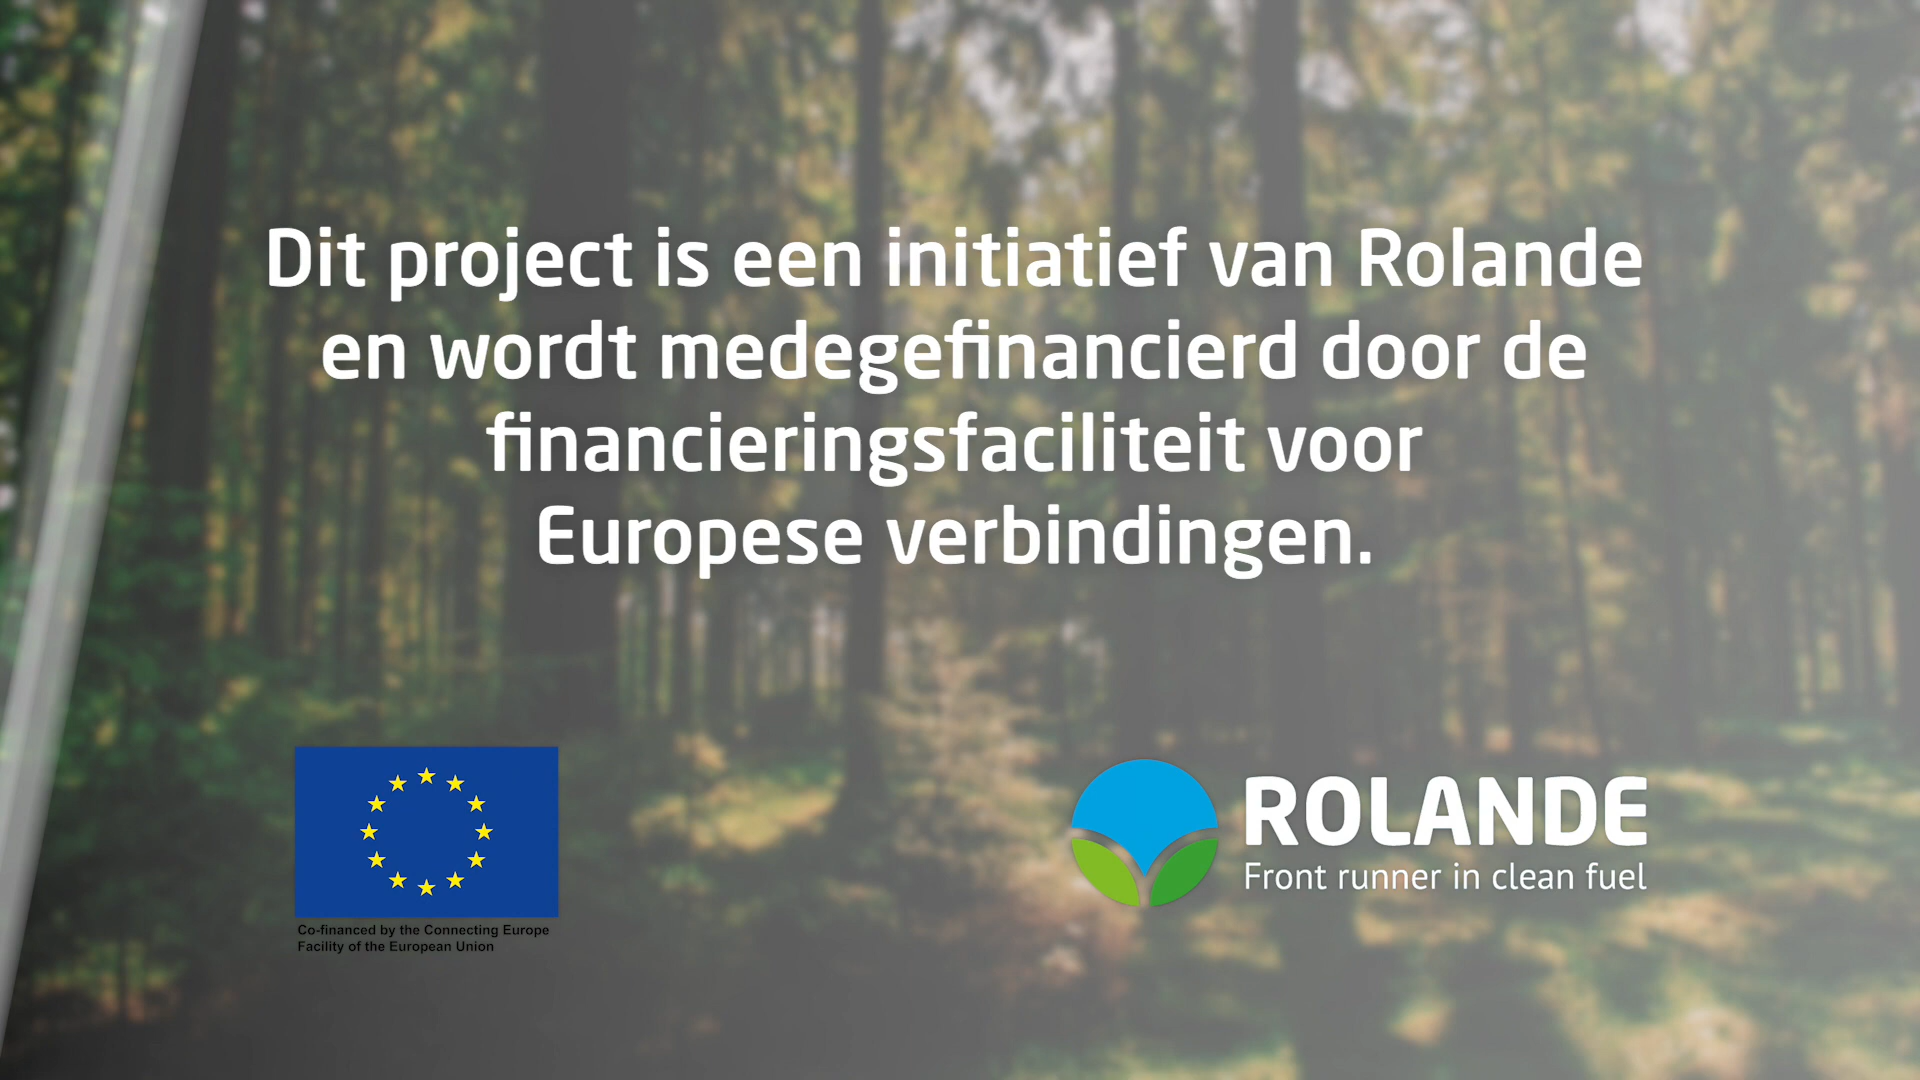 Dit project is een initiatief van Rolande
en wordt medegefinancierd door de
financieringsfaciliteit voor
Europese verbindingen.
Co-financed by the Connecting Europe
Facility of the European Union
ROLANDE
Front runner in clean fuel